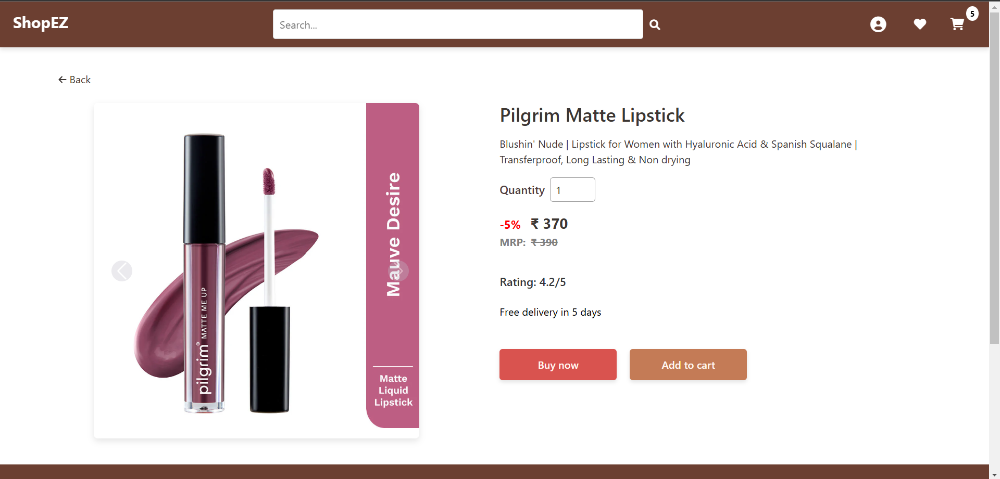 ShopEZ
Search...
5
Back
Mauve Desire
pilgrim® MATTE ME UP
Matte
Liquid
Lipstick
Pilgrim Matte Lipstick
Blushin' Nude | Lipstick for Women with Hyaluronic Acid & Spanish Squalane |
Transferproof, Long Lasting & Non drying
Quantity 1
-5% ₹ 370
MRP: ₹ 390
Rating: 4.2/5
Free delivery in 5 days
Buy now
Add to cart